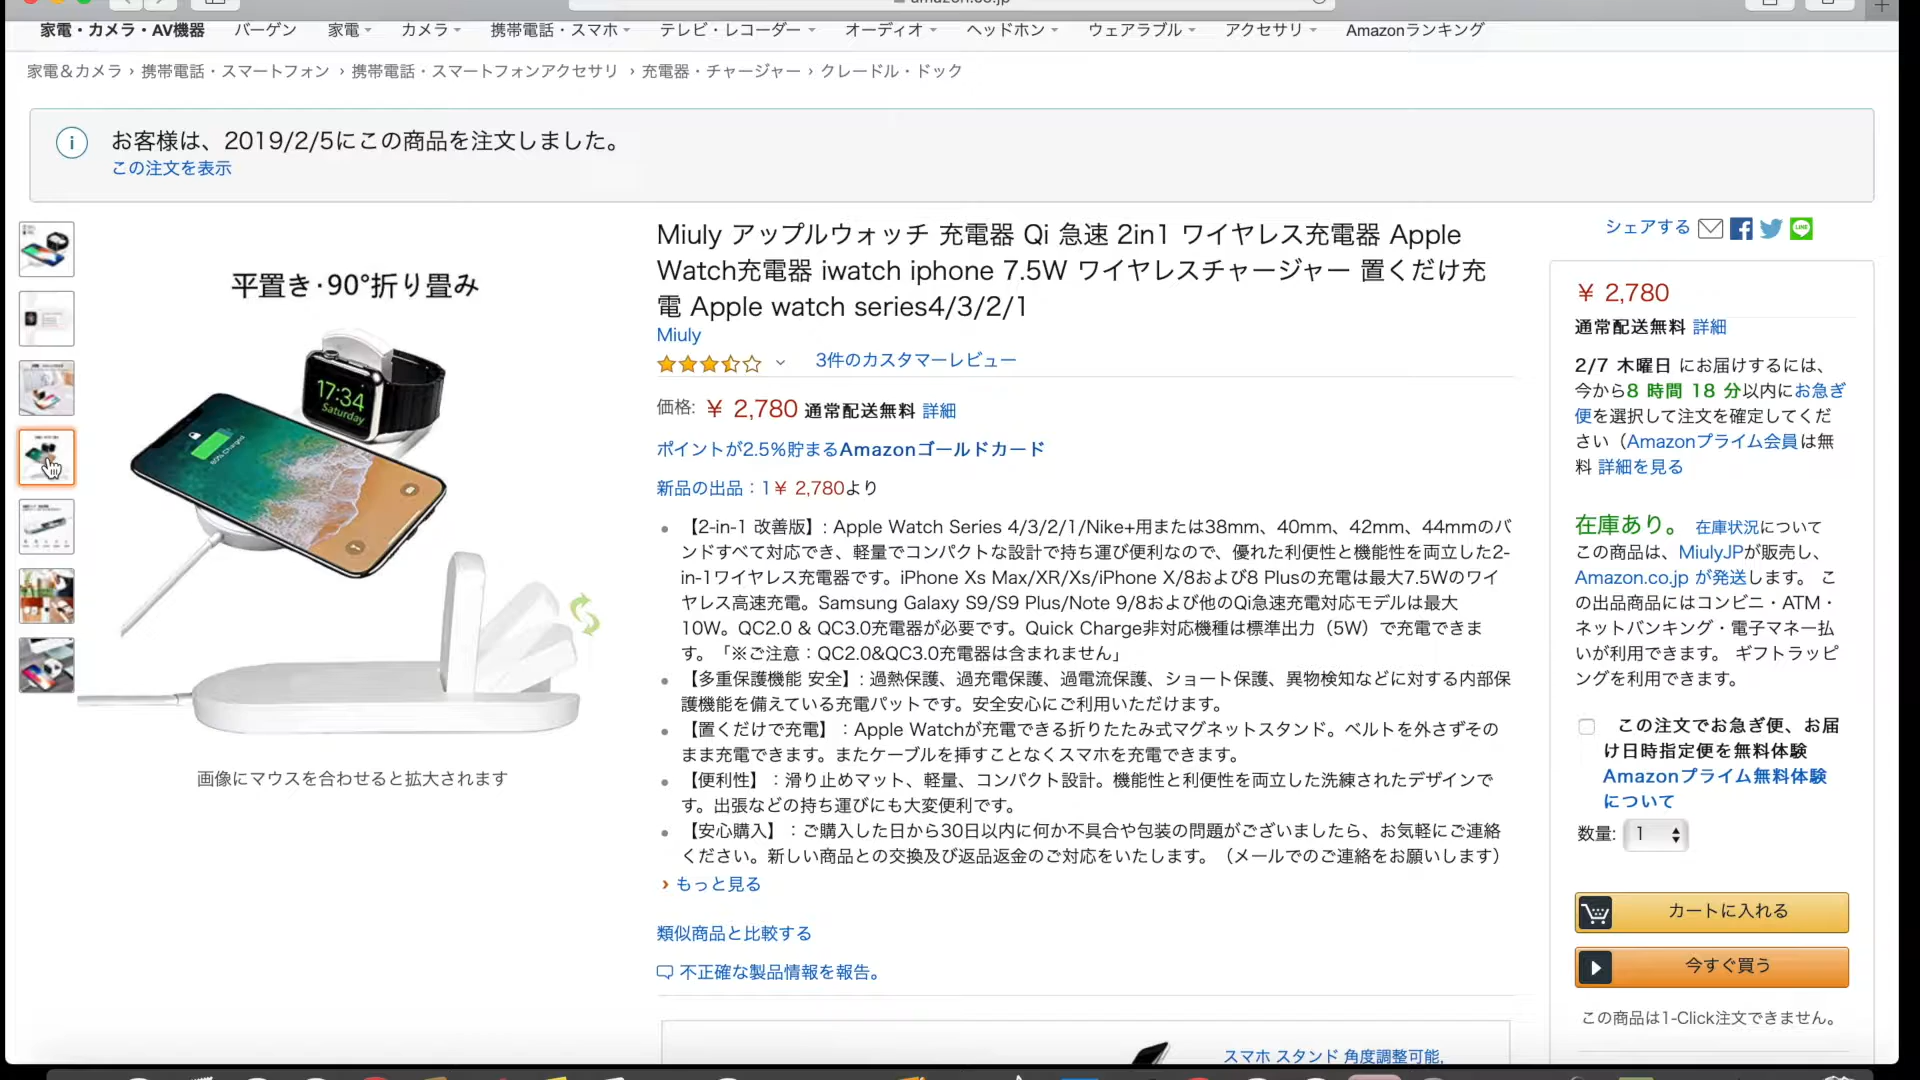 家電・カメラ・AV機器 バーゲン 家電 カメラ 携帯電話・スマホ テレビ・レコーダー オーディオ ヘッドホン ウェアラブル アクセサリ Amazonランキング
家電＆カメラ › 携帯電話・スマートフォン › 携帯電話・スマートフォンアクセサリ › 充電器・チャージャー › クレードル・ドック
お客様は、2019/2/5にこの商品を注文しました。
この注文を表示
平置き·90°折り畳み
17:34
Saturday
画像にマウスを合わせると拡大されます
Miuly アップルウォッチ 充電器 Qi 急速 2in1 ワイヤレス充電器 Apple
Watch充電器 iwatch iphone 7.5W ワイヤレスチャージャー 置くだけ充
電 Apple watch series4/3/2/1
Miuly
3件のカスタマーレビュー
価格: ￥ 2,780 通常配送無料 詳細
ポイントが2.5%貯まるAmazonゴールドカード
新品の出品：1￥ 2,780より
【2-in-1 改善版】: Apple Watch Series 4/3/2/1/Nike+用または38mm、40mm、42mm、44mmのバ
ンドすべて対応でき、軽量でコンパクトな設計で持ち運び便利なので、優れた利便性と機能性を両立した2-
in-1ワイヤレス充電器です。iPhone Xs Max/XR/Xs/iPhone X/8および8 Plusの充電は最大7.5Wのワイ
ヤレス高速充電。Samsung Galaxy S9/S9 Plus/Note 9/8および他のQi急速充電対応モデルは最大
10W。QC2.0 & QC3.0充電器が必要です。Quick Charge非対応機種は標準出力（5W）で充電できま
す。「※ご注意：QC2.0&QC3.0充電器は含まれません」
【多重保護機能 安全】: 過熱保護、過充電保護、過電流保護、ショート保護、異物検知などに対する内部保
護機能を備えている充電パットです。安全安心にご利用いただけます。
【置くだけで充電】：Apple Watchが充電できる折りたたみ式マグネットスタンド。ベルトを外さずその
まま充電できます。またケーブルを挿すことなくスマホを充電できます。
【便利性】：滑り止めマット、軽量、コンパクト設計。機能性と利便性を両立した洗練されたデザインで
す。出張などの持ち運びにも大変便利です。
【安心購入】：ご購入した日から30日以内に何か不具合や包装の問題がございましたら、お気軽にご連絡
ください。新しい商品との交換及び返品返金のご対応をいたします。（メールでのご連絡をお願いします）
› もっと見る
類似商品と比較する
不正確な製品情報を報告。
スマホ スタンド 角度調整可能,
シェアする
LINE
￥ 2,780
通常配送無料 詳細
2/7 木曜日 にお届けするには、
今から8 時間 18 分以内にお急ぎ
便を選択して注文を確定してくだ
さい（Amazonプライム会員は無
料 詳細を見る
在庫あり。 在庫状況について
この商品は、MiulyJPが販売し、
Amazon.co.jp が発送します。 こ
の出品商品にはコンビニ・ATM・
ネットバンキング・電子マネー払
いが利用できます。 ギフトラッピ
ングを利用できます。
この注文でお急ぎ便、お届
け日時指定便を無料体験
Amazonプライム無料体験
について
数量: 1
カートに入れる
今すぐ買う
この商品は1-Click注文できません。